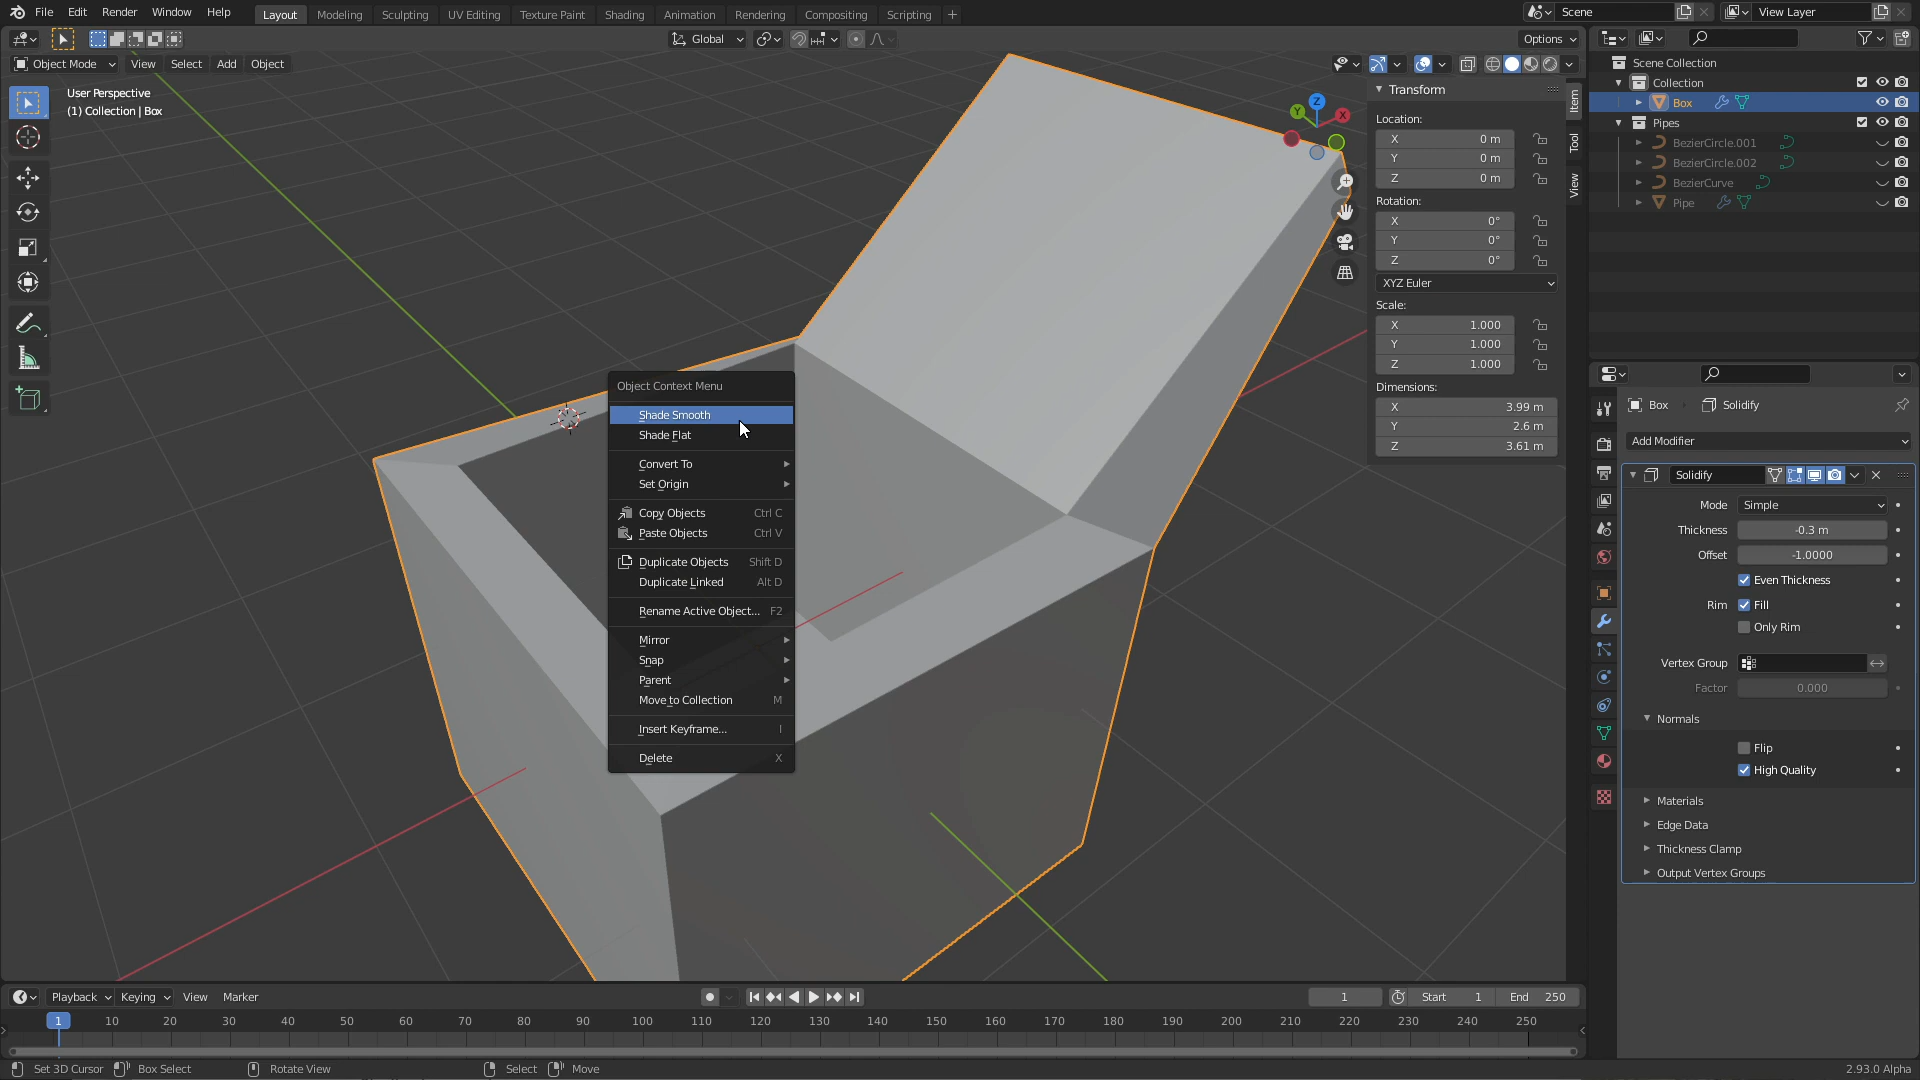 File Edit Render Window Help Layout Modeling Sculpting UV Editing Texture Paint Shading Animation Rendering Compositing Scripting + Scene View Layer
Global Options
Object Mode View Select Add Object
User Perspective
(1) Collection | Box
Z
Y
X
Transform
Location:
X 0 m
Y 0 m
Z 0 m
Rotation:
X 0°
Y 0°
Z 0°
XYZ Euler
Scale:
X 1.000
Y 1.000
Z 1.000
Dimensions:
X 3.99 m
Y 2.6 m
Z 3.61 m
Item
Tool
View
Object Context Menu
Shade Smooth
Shade Flat
Convert To
Set Origin
Copy Objects Ctrl C
Paste Objects Ctrl V
Duplicate Objects Shift D
Duplicate Linked Alt D
Rename Active Object... F2
Mirror
Snap
Parent
Move to Collection M
Insert Keyframe... I
Delete X
Scene Collection
Collection
Box
Pipes
BezierCircle.001
BezierCircle.002
BezierCurve
Pipe
Box Solidify
Add Modifier
Solidify
Mode Simple
Thickness -0.3 m
Offset -1.0000
Even Thickness
Rim Fill
Only Rim
Vertex Group
Factor 0.000
Normals
Flip
High Quality
Materials
Edge Data
Thickness Clamp
Output Vertex Groups
Playback Keying View Marker 1 Start 1 End 250
1 10 20 30 40 50 60 70 80 90 100 110 120 130 140 150 160 170 180 190 200 210 220 230 240 250
Set 3D Cursor Box Select Rotate View Select Move 2.93.0 Alpha